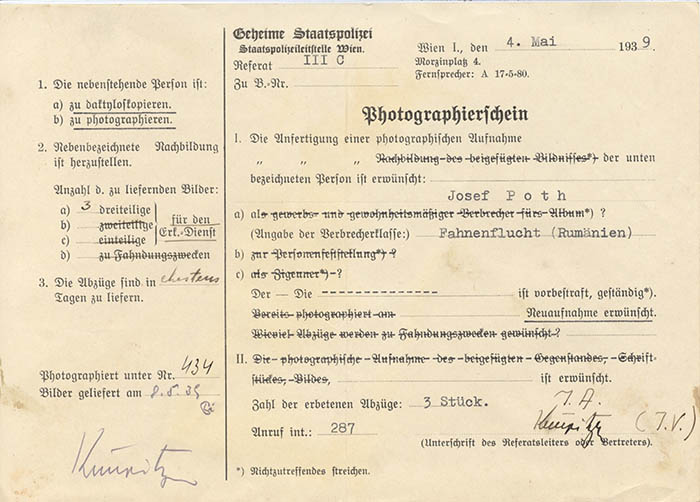 Geheime Staatspolizei
Staatspolizeileitstelle Wien.
Referat III C
Zu B.-Nr.
Wien I., den 4. Mai 1939.
Morzinplatz 4.
Fernsprecher: A 17-5-80.
1. Die nebenstehende Person ist:
a) zu daktyloskopieren.
b) zu photographieren.
2. Nebenbezeichnete Nachbildung
ist herzustellen.
Anzahl d. zu liefernden Bilder:
a) 3 dreiteilige
b) zweiteilige
c) einteilige
d) zu Fahndungszwecken
für den
Erk.-Dienst
3. Die Abzüge sind in ehestens
Tagen zu liefern.
Photographiert unter Nr. 434
Bilder geliefert am 8.5.39
Photographierschein
I. Die Anfertigung einer photographischen Aufnahme
„ „ „ Nachbildung des beigefügten Bildnisses*) der unten
bezeichneten Person ist erwünscht:
Josef Poth
a) als gewerbs- und gewohnheitsmäßiger Verbrecher fürs Album*) ?
(Angabe der Verbrecherklasse:) Fahnenflucht (Rumänien)
b) zur Personenfeststellung*) ?
c) als Zigeuner*) ?
Der — Die -------------- ist vorbestraft, geständig*).
Bereits photographiert am Neuaufnahme erwünscht.
Wieviel Abzüge werden zu Fahndungszwecken gewünscht ?
II. Die photographische Aufnahme des beigefügten Gegenstandes, Schrift-
stückes, Bildes, ist erwünscht.
Zahl der erbetenen Abzüge: 3 Stück.
J. A.
Anruf int.: 287
(J.V.)
(Unterschrift des Referatsleiters oder Vertreters).
*) Nichtzutreffendes streichen.